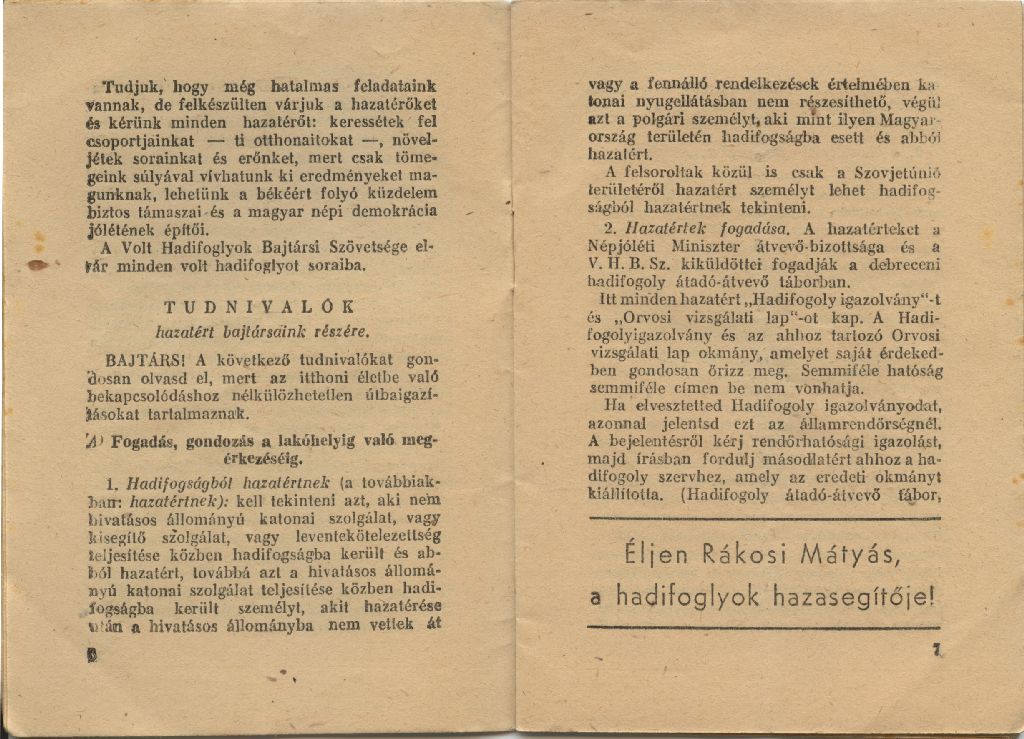 Tudjuk, hogy még hatalmas feladataink
vannak, de felkészülten várjuk a hazatérőket
és kérünk minden hazatérőt: keressétek fel
csoportjainkat — ti otthonaitokat —, növel-
jétek sorainkat és erőnket, mert csak töme-
geink súlyával vívhatunk ki eredményeket ma-
gunknak, lehetünk a békéért folyó küzdelem
biztos támaszai és a magyar népi demokrácia
jólétének építői.
A Volt Hadifoglyok Bajtársi Szövetsége el-
vár minden volt hadifoglyot soraiba.
TUDNIVALÓK
hazatért bajtársaink részére.
BAJTÁRS! A következő tudnivalókat gon-
dosan olvasd el, mert az itthoni életbe való
bekapcsolódáshoz nélkülözhetetlen útbaigazí-
tásokat tartalmaznak.
A) Fogadás, gondozás a lakóhelyig való meg-
érkezéséig.
1. Hadifogságból hazatértnek (a továbbiak-
ban: hazatértnek): kell tekinteni azt, aki nem
hivatásos állományú katonai szolgálat, vagy
kisegítő szolgálat, vagy leventekötelezettség
teljesítése közben hadifogságba került és ab-
ból hazatért, továbbá azt a hivatásos állomá-
nyú katonai szolgálat teljesítése közben hadi-
fogságba került személyt, akit hazatérése
után a hivatásos állományba nem vettek át
6
vagy a fennálló rendelkezések értelmében ka-
tonai nyugellátásban nem részesíthető, végül
azt a polgári személyt, aki mint ilyen Magyar-
ország területén hadifogságba esett és abból
hazatért.
A felsoroltak közül is csak a Szovjetúnió
területéről hazatért személyt lehet hadifog-
ságból hazatértnek tekinteni.
2. Hazatértek fogadása. A hazatérteket a
Népjóléti Miniszter átvevő-bizottsága és a
V. H. B. Sz. kiküldöttei fogadják a debreceni
hadifogoly átadó-átvevő táborban.
Itt minden hazatért „Hadifogoly igazolvány“-t
és „Orvosi vizsgálati lap“-ot kap. A Hadi-
fogolyigazolvány és az ahhoz tartozó Orvosi
vizsgálati lap okmány, amelyet saját érdeked-
ben gondosan őrizz meg. Semmiféle hatóság
semmiféle címen be nem vonhatja.
Ha elvesztetted Hadifogoly igazolványodat,
azonnal jelentsd ezt az államrendőrségnél.
A bejelentésről kérj rendőrhatósági igazolást,
majd írásban fordulj másodlatért ahhoz a ha-
difogoly szervhez, amely az eredeti okmányt
kiállította. (Hadifogoly átadó-átvevő tábor,
Éljen Rákosi Mátyás,
a hadifoglyok hazasegítője!
7